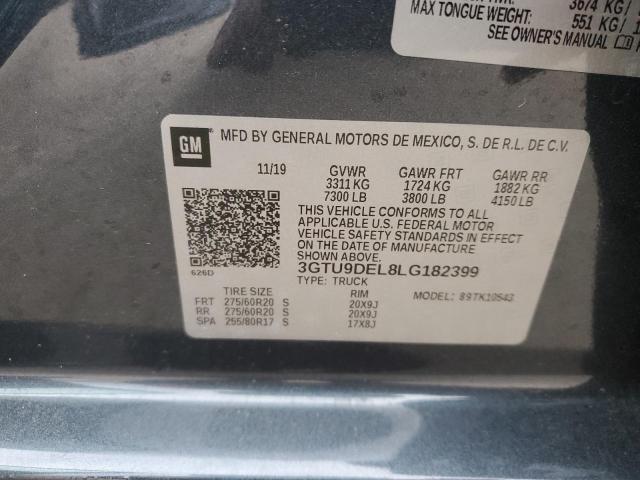 3674 KG/
MAX TONGUE WEIGHT: 551 KG/
SEE OWNER'S MANUAL
GM MFD BY GENERAL MOTORS DE MEXICO, S. DE R.L. DE C.V.
11/19 GVWR GAWR FRT GAWR RR
3311 KG 1724 KG 1882 KG
7300 LB 3800 LB 4150 LB
THIS VEHICLE CONFORMS TO ALL
APPLICABLE U.S. FEDERAL MOTOR
VEHICLE SAFETY STANDARDS IN EFFECT
ON THE DATE OF MANUFACTURE
SHOWN ABOVE.
626D 3GTU9DEL8LG182399
TYPE: TRUCK
TIRE SIZE RIM MODEL: 89TK10543
FRT 275/60R20 S 20X9J
RR 275/60R20 S 20X9J
SPA 255/80R17 S 17X8J